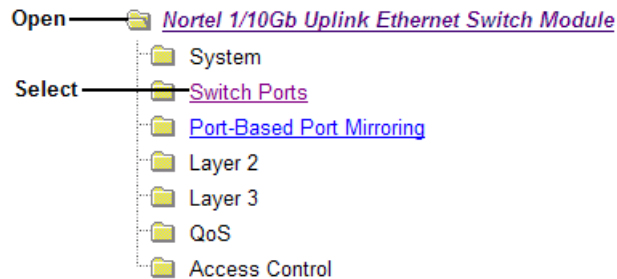 Open Nortel 1/10Gb Uplink Ethernet Switch Module
System
Select Switch Ports
Port-Based Port Mirroring
Layer 2
Layer 3
QoS
Access Control